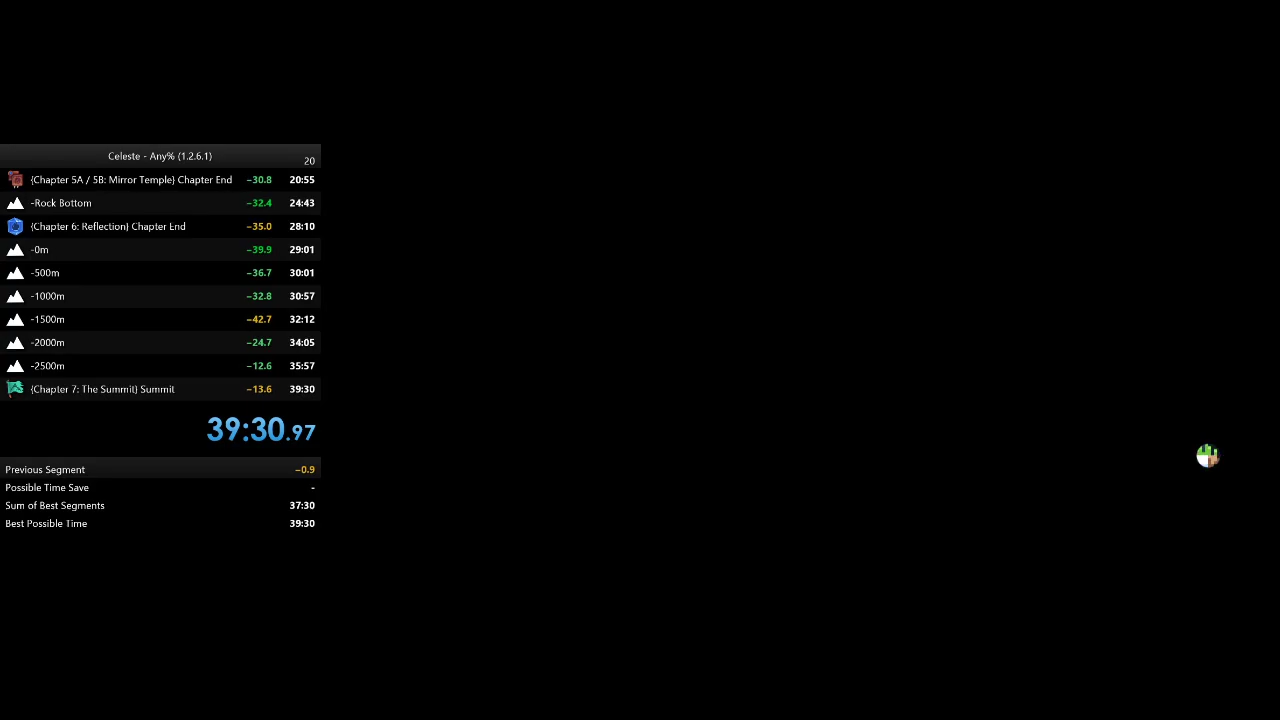 Celeste - Any% (1.2.6.1)
20
{Chapter 5A / 5B: Mirror Temple} Chapter End −30.8 20:55
-Rock Bottom −32.4 24:43
{Chapter 6: Reflection} Chapter End −35.0 28:10
-0m −39.9 29:01
-500m −36.7 30:01
-1000m −32.8 30:57
-1500m −42.7 32:12
-2000m −24.7 34:05
-2500m −12.6 35:57
{Chapter 7: The Summit} Summit −13.6 39:30
39:30.97
Previous Segment −0.9
Possible Time Save -
Sum of Best Segments 37:30
Best Possible Time 39:30